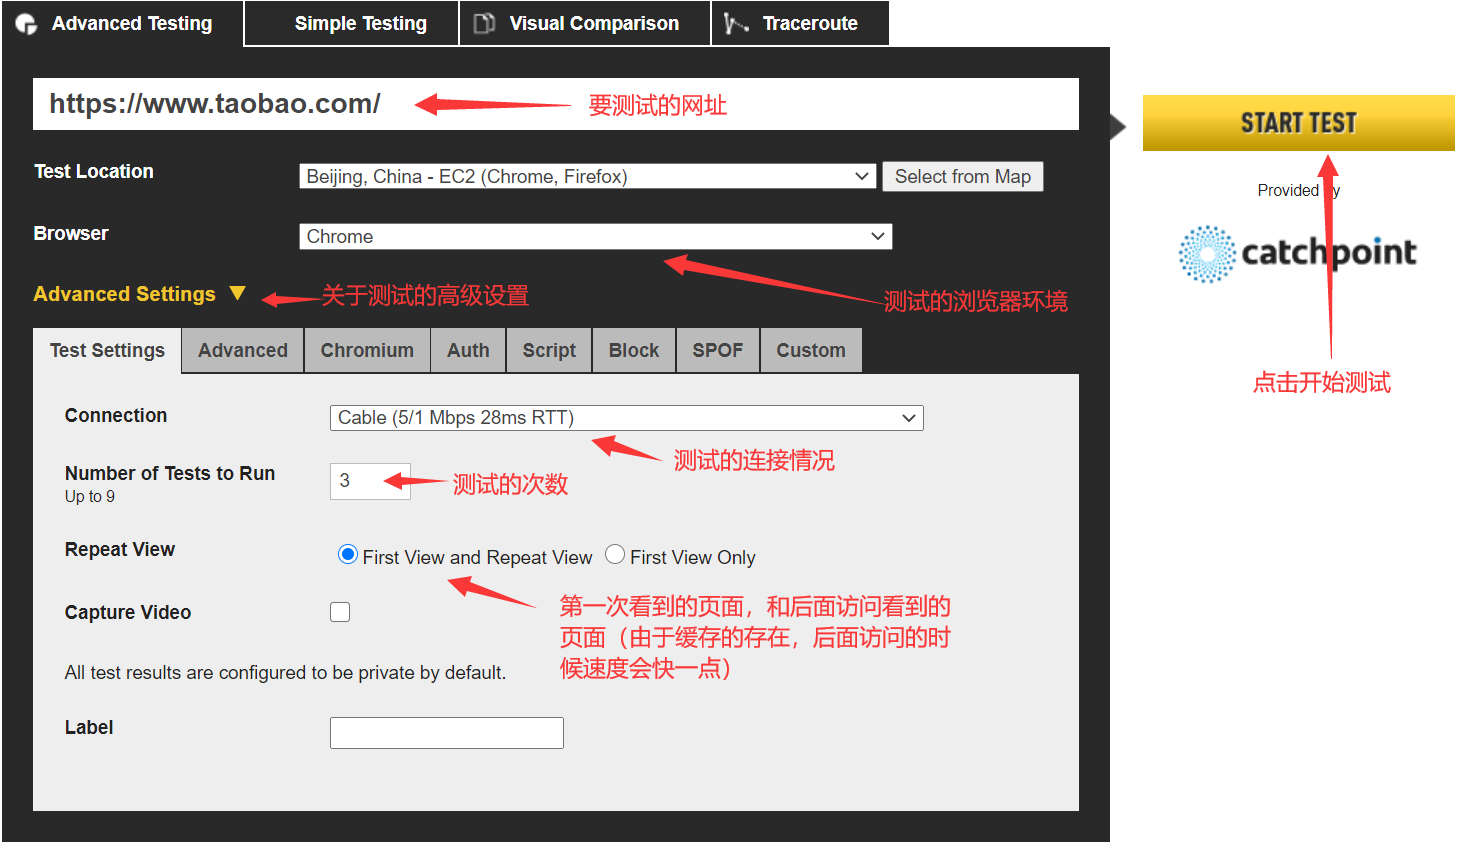 Advanced Testing
Simple Testing
Visual Comparison
Traceroute
https://www.taobao.com/
要测试的网址
START TEST
Test Location
Beijing, China - EC2 (Chrome, Firefox)
Select from Map
Provided
catchpoint
Browser
Chrome
Advanced Settings
关于测试的高级设置
测试的浏览器环境
点击开始测试
Test Settings
Advanced
Chromium
Auth
Script
Block
SPOF
Custom
Connection
Cable (5/1 Mbps 28ms RTT)
测试的连接情况
Number of Tests to Run
Up to 9
3
测试的次数
Repeat View
First View and Repeat View
First View Only
第一次看到的页面，和后面访问看到的
页面（由于缓存的存在，后面访问的时
候速度会快一点）
Capture Video
All test results are configured to be private by default.
Label